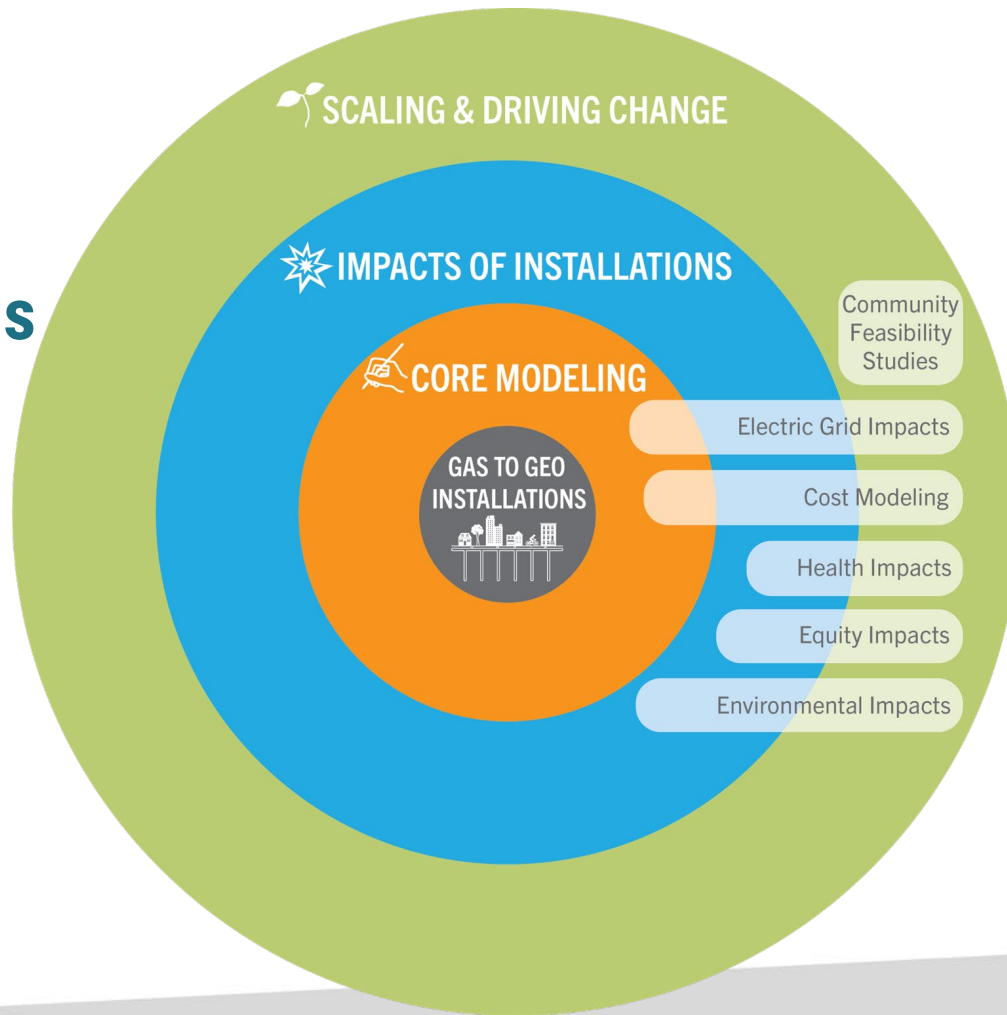 SCALING & DRIVING CHANGE
IMPACTS OF INSTALLATIONS
S
CORE MODELING
GAS TO GEO
INSTALLATIONS
Community
Feasibility
Studies
Electric Grid Impacts
Cost Modeling
Health Impacts
Equity Impacts
Environmental Impacts